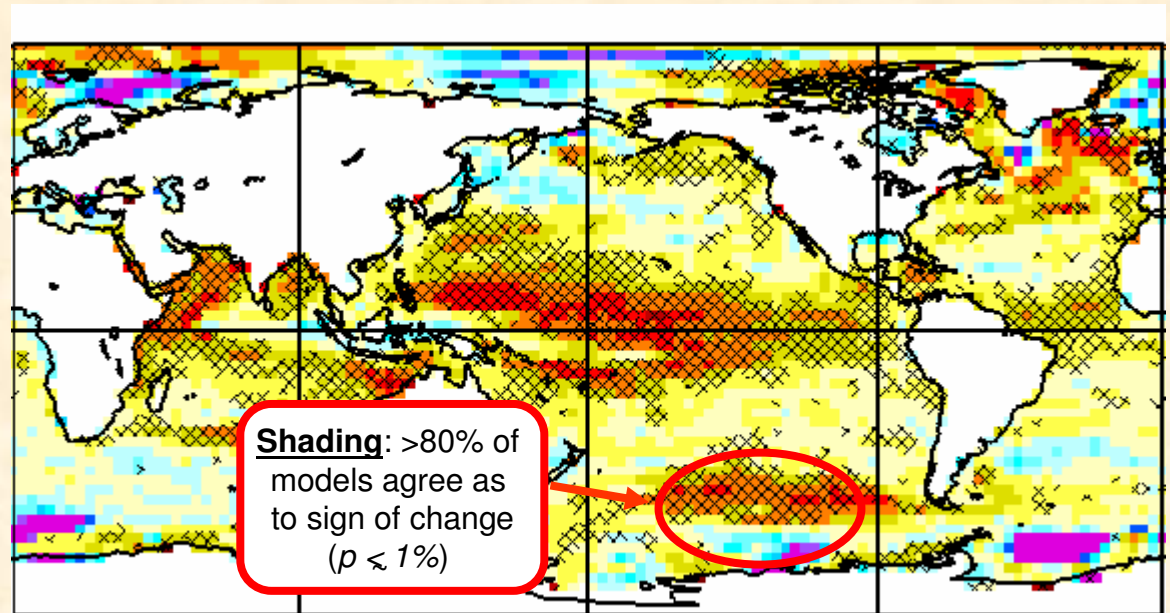 Shading: >80% of
models agree as
to sign of change
(p ⪝ 1%)